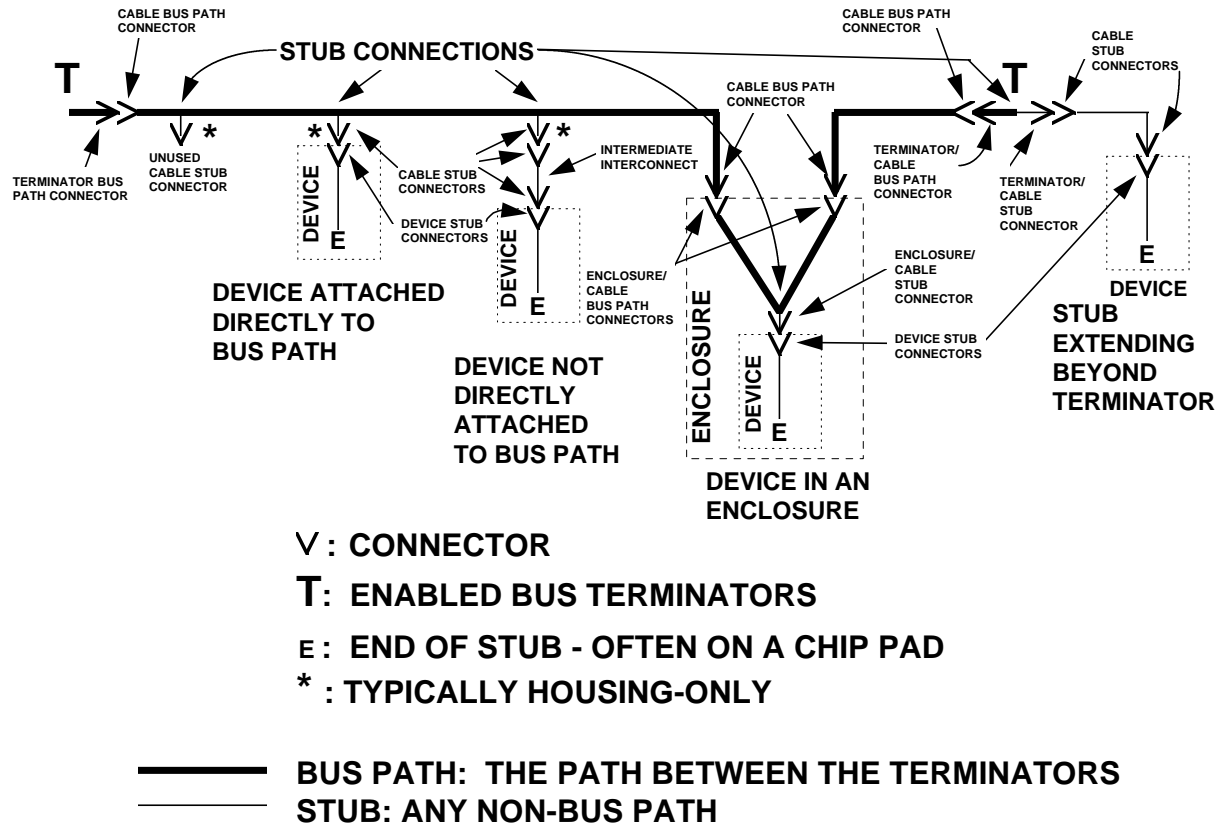 CABLE BUS PATH
CONNECTOR
STUB CONNECTIONS
CABLE BUS PATH
CONNECTOR
CABLE
STUB
CONNECTORS
T
T
CABLE BUS PATH
CONNECTOR
*
*
*
UNUSED
CABLE STUB
CONNECTOR
TERMINATOR BUS
PATH CONNECTOR
CABLE STUB
CONNECTORS
INTERMEDIATE
INTERCONNECT
TERMINATOR/
CABLE
BUS PATH
CONNECTOR
TERMINATOR/
CABLE
STUB
CONNECTOR
DEVICE
E
DEVICE STUB
CONNECTORS
DEVICE
E
ENCLOSURE/
CABLE
BUS PATH
CONNECTORS
ENCLOSURE/
CABLE
STUB
CONNECTOR
E
DEVICE
DEVICE ATTACHED
DIRECTLY TO
BUS PATH
DEVICE NOT
DIRECTLY
ATTACHED
TO BUS PATH
ENCLOSURE
DEVICE
E
DEVICE STUB
CONNECTORS
STUB
EXTENDING
BEYOND
TERMINATOR
DEVICE IN AN
ENCLOSURE
: CONNECTOR
T: ENABLED BUS TERMINATORS
E : END OF STUB - OFTEN ON A CHIP PAD
* : TYPICALLY HOUSING-ONLY
BUS PATH: THE PATH BETWEEN THE TERMINATORS
STUB: ANY NON-BUS PATH